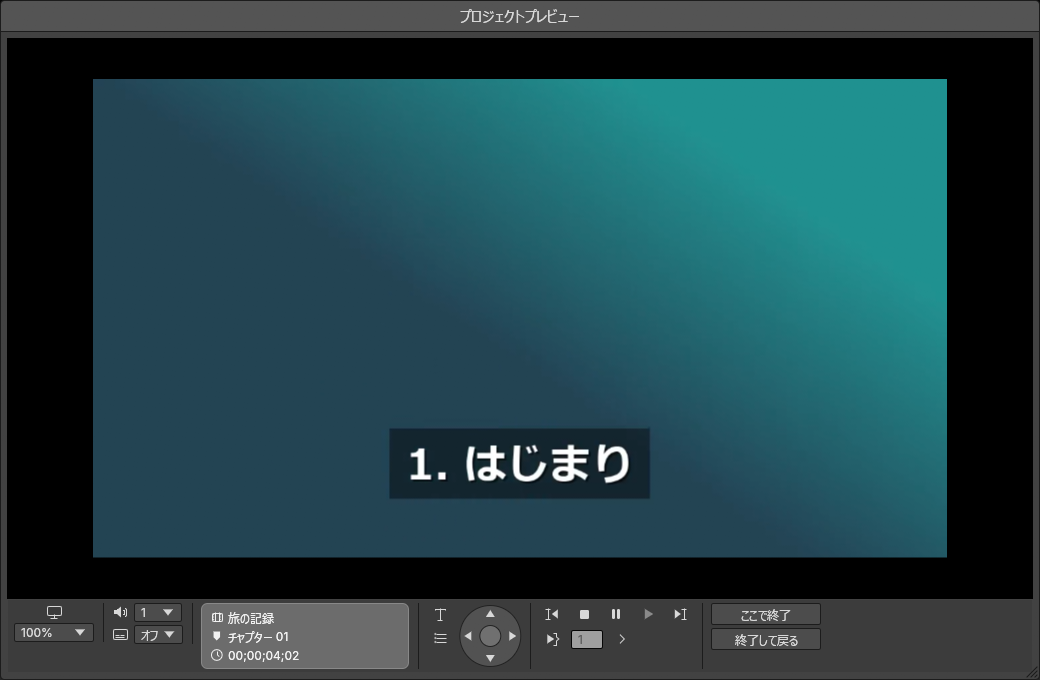 プロジェクトプレビュー
1. はじまり
100%
1
オフ
旅の記録
チャプター 01
00;00;04;02
1
ここで終了
終了して戻る